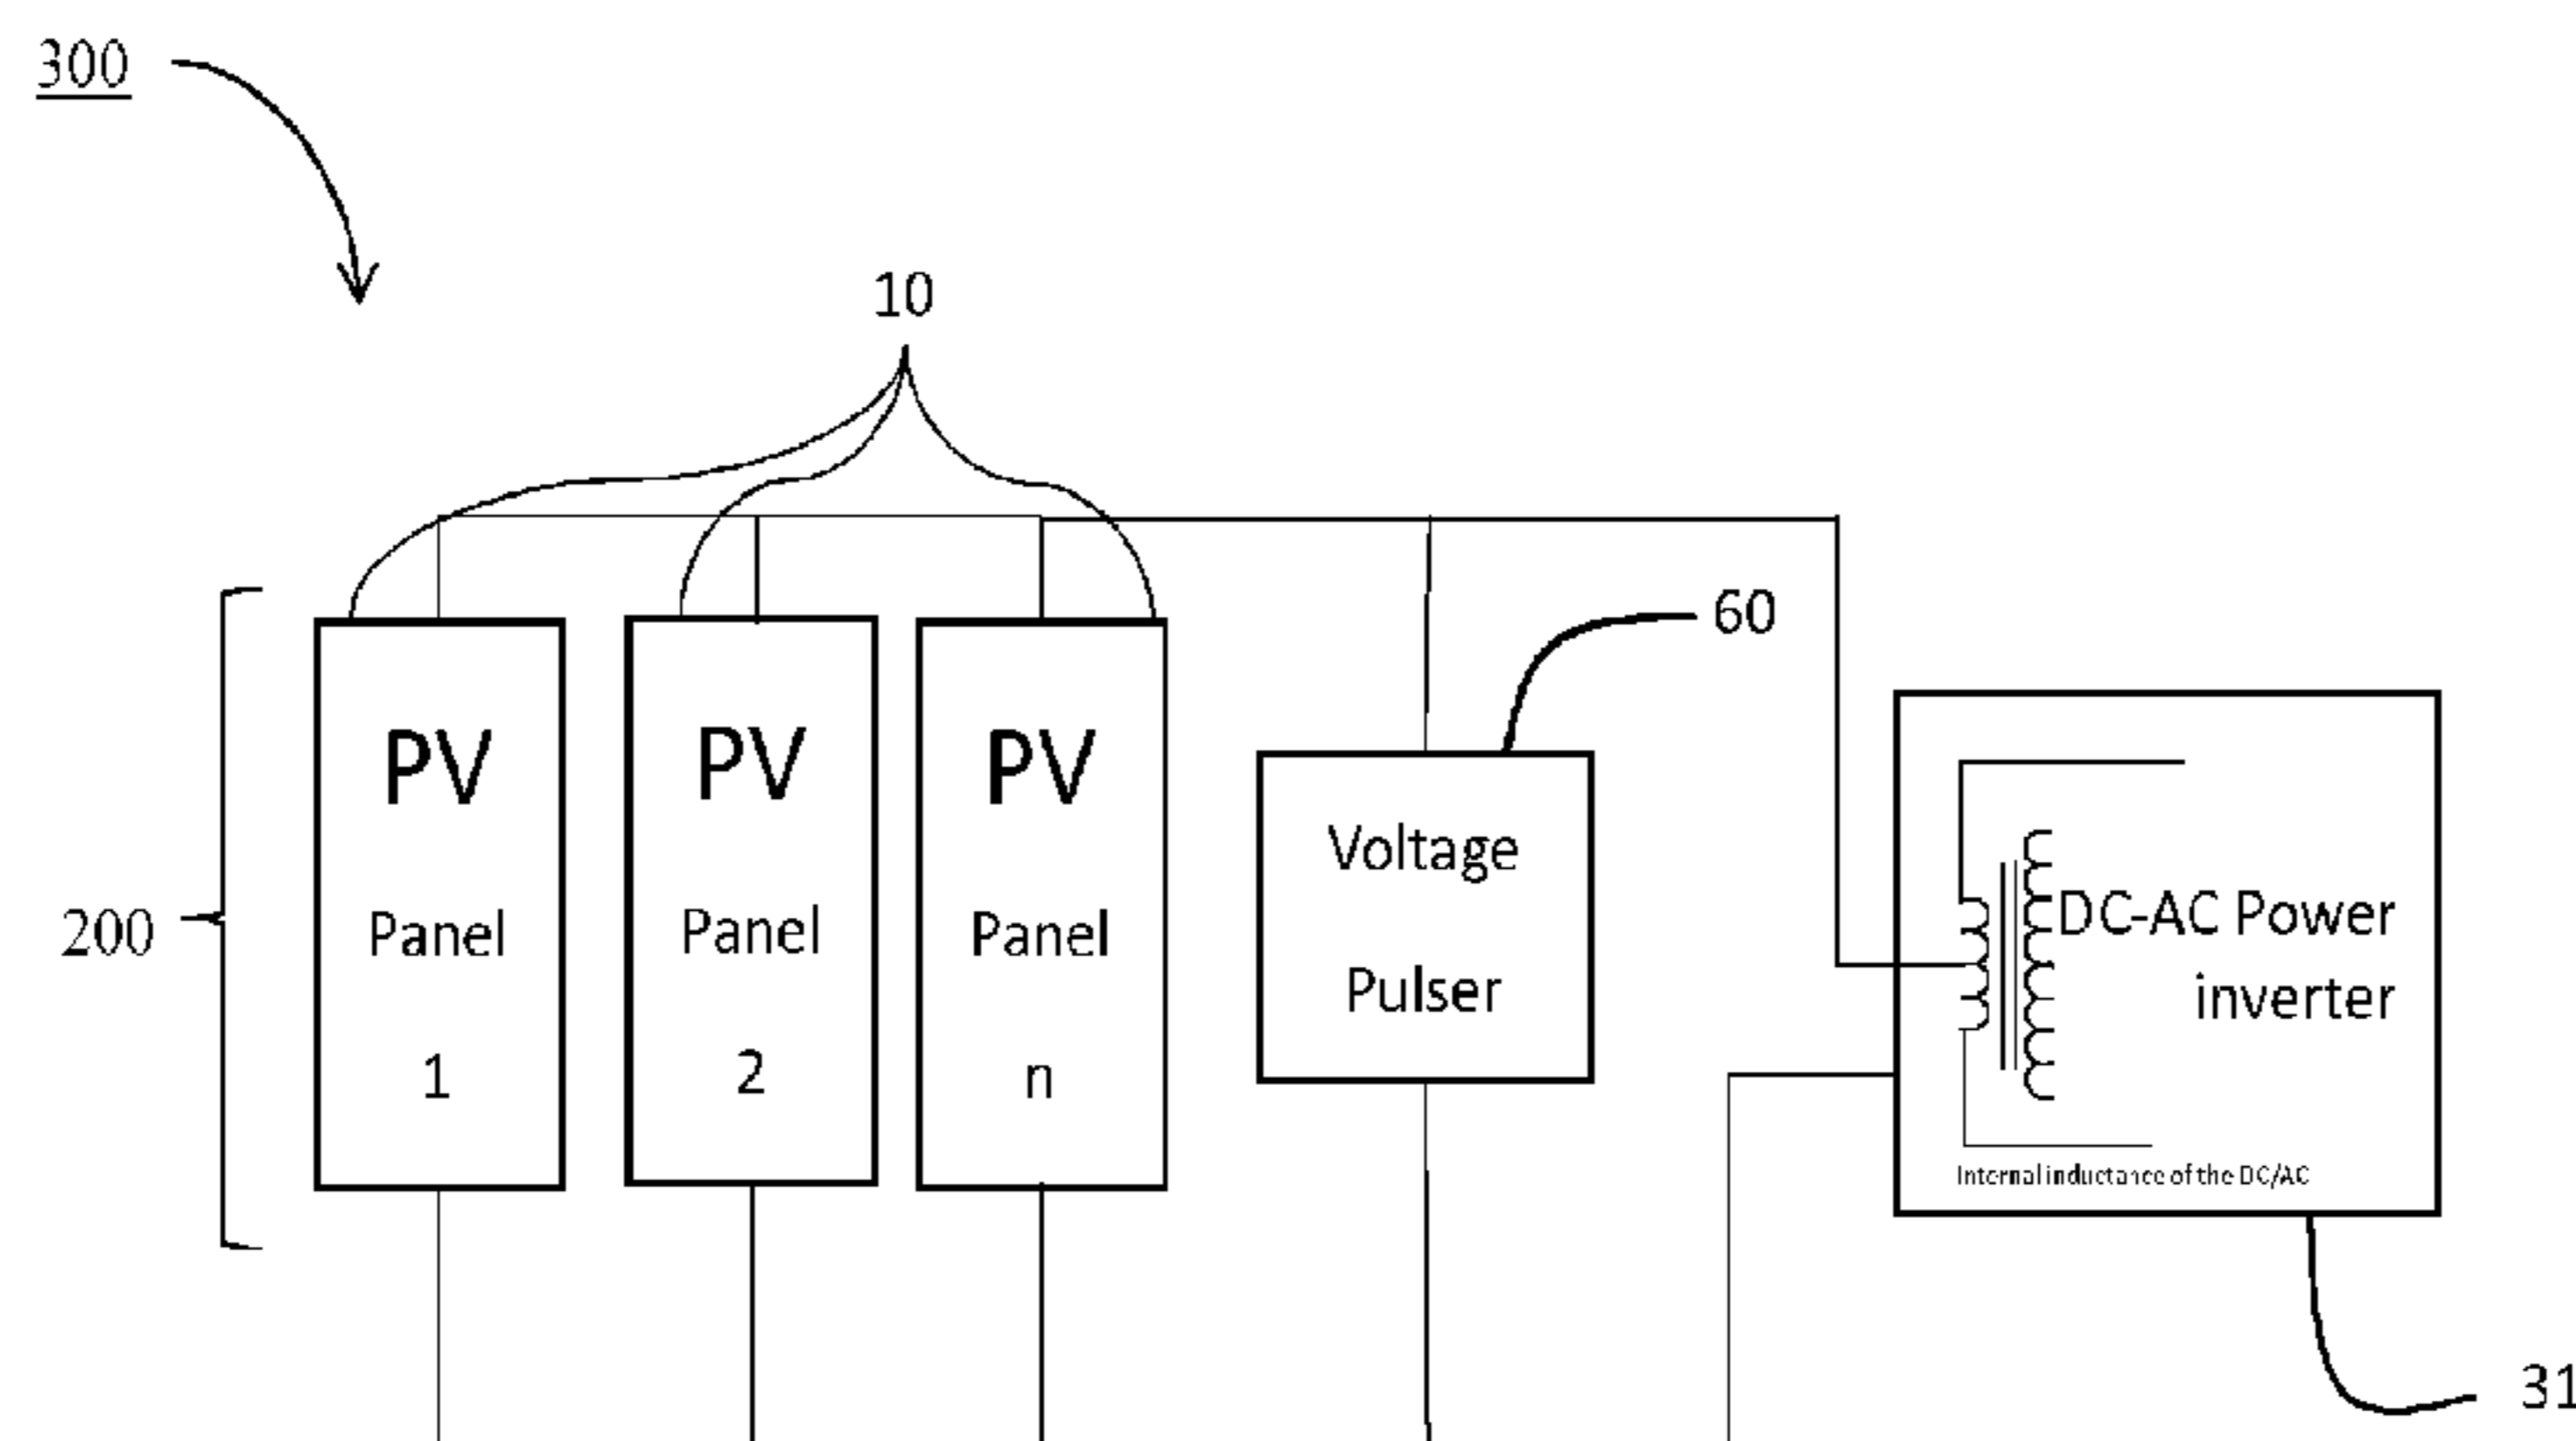 300
10
60
PV
Panel
1
PV
Panel
2
PV
Panel
n
Voltage
Pulser
DC-AC Power
inverter
Internal inductance of the DC/AC
200
31